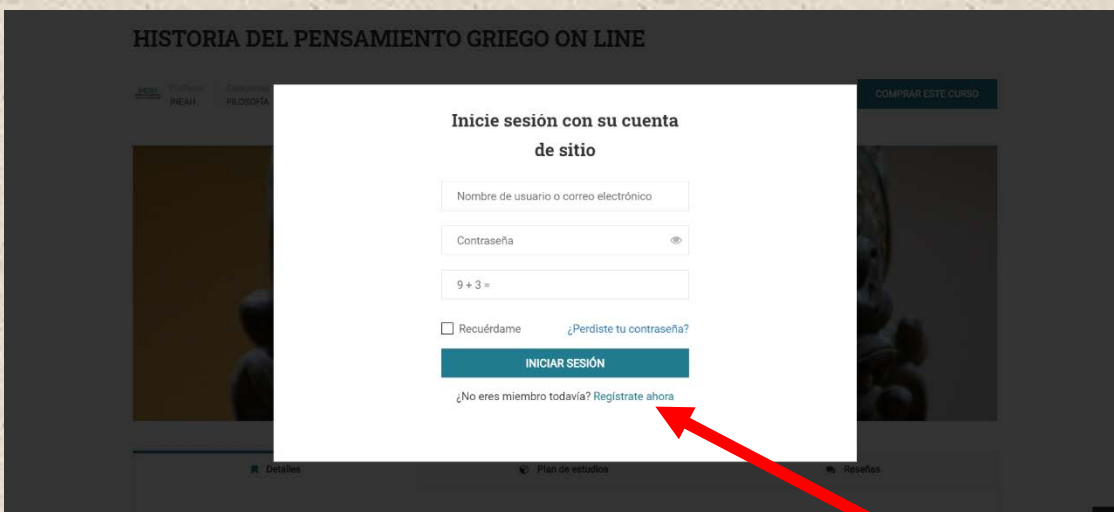 HISTORIA DEL PENSAMIENTO GRIEGO ON LINE
INEAH
FILOSOFÍA
COMPRAR ESTE CURSO
Inicie sesión con su cuenta
de sitio
Nombre de usuario o correo electrónico
Contraseña
9 + 3 =
Recuérdame
¿Perdiste tu contraseña?
INICIAR SESIÓN
¿No eres miembro todavía? Regístrate ahora
Detalles
Plan de estudios
Reseñas